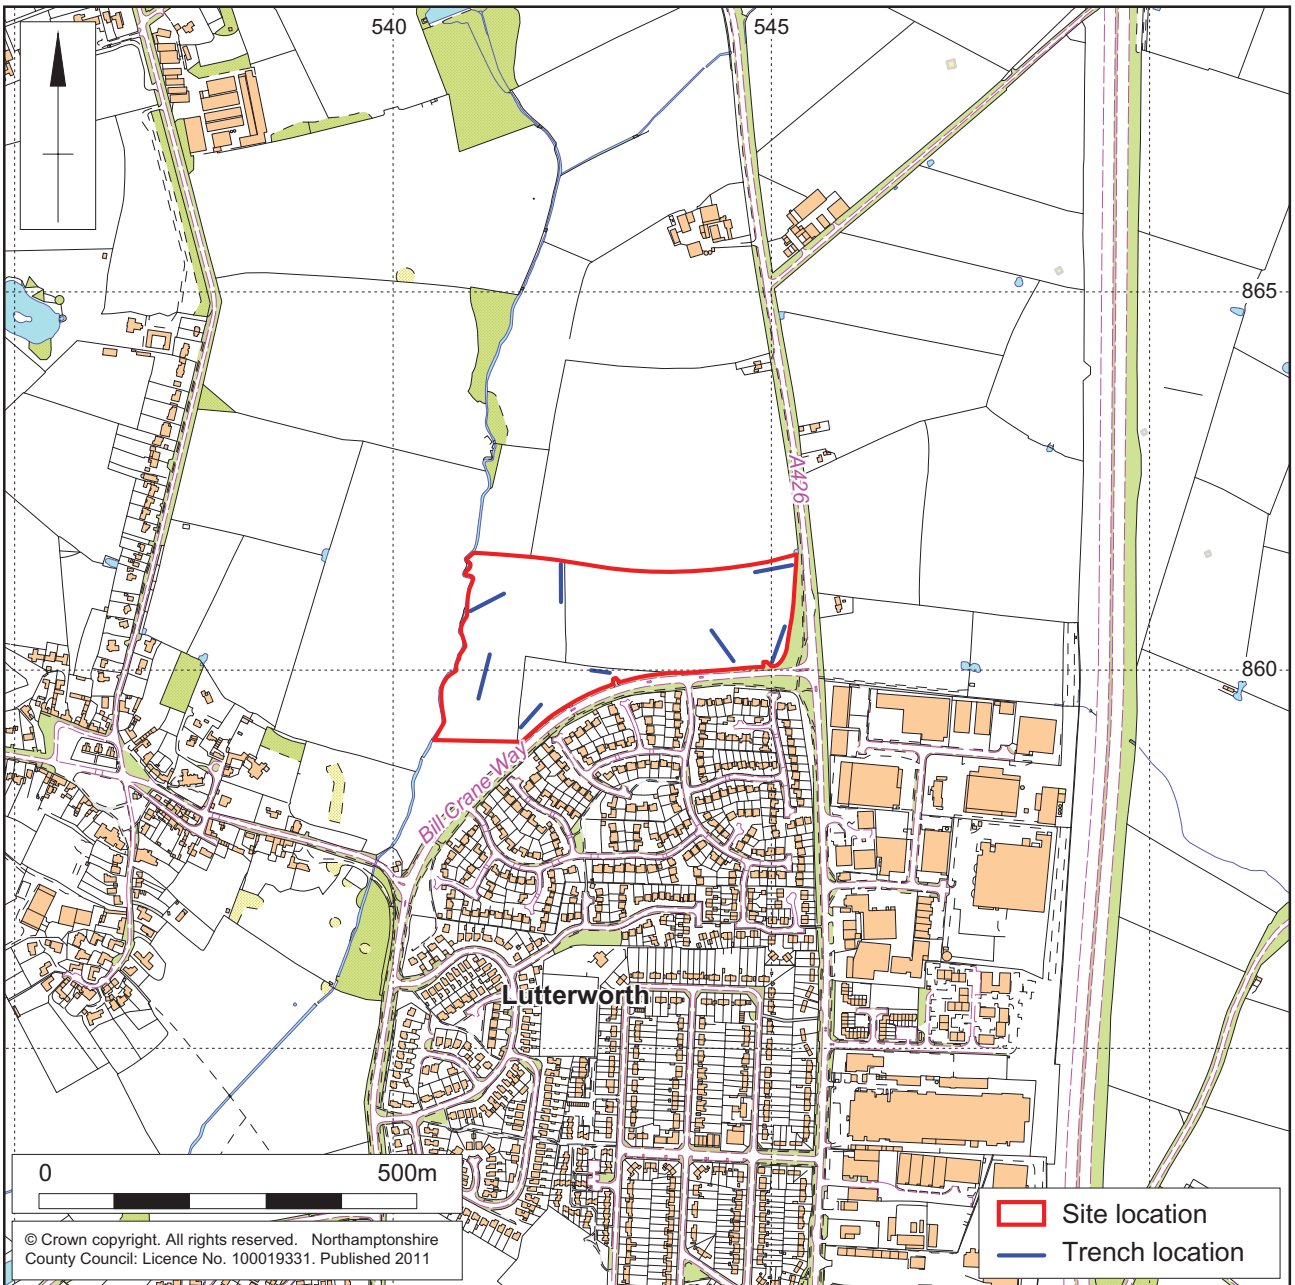 540
545
865
A426
860
Bill Crane Way
Lutterworth
0 500m
© Crown copyright. All rights reserved. Northamptonshire
County Council: Licence No. 100019331. Published 2011
Site location
Trench location